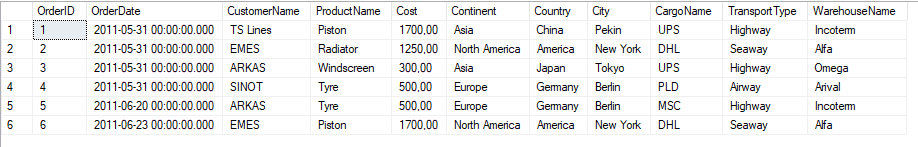 OrderID OrderDate CustomerName ProductName Cost Continent Country City CargoName TransportType WarehouseName
1 1 2011-05-31 00:00:00.000 TS Lines Piston 1700,00 Asia China Pekin UPS Highway Incoterm
2 2 2011-05-31 00:00:00.000 EMES Radiator 1250,00 North America America New York DHL Seaway Alfa
3 3 2011-05-31 00:00:00.000 ARKAS Windscreen 300,00 Asia Japan Tokyo UPS Highway Omega
4 4 2011-05-31 00:00:00.000 SINOT Tyre 500,00 Europe Germany Berlin PLD Airway Arival
5 5 2011-06-20 00:00:00.000 ARKAS Tyre 500,00 Europe Germany Berlin MSC Highway Incoterm
6 6 2011-06-23 00:00:00.000 EMES Piston 1700,00 North America America New York DHL Seaway Alfa